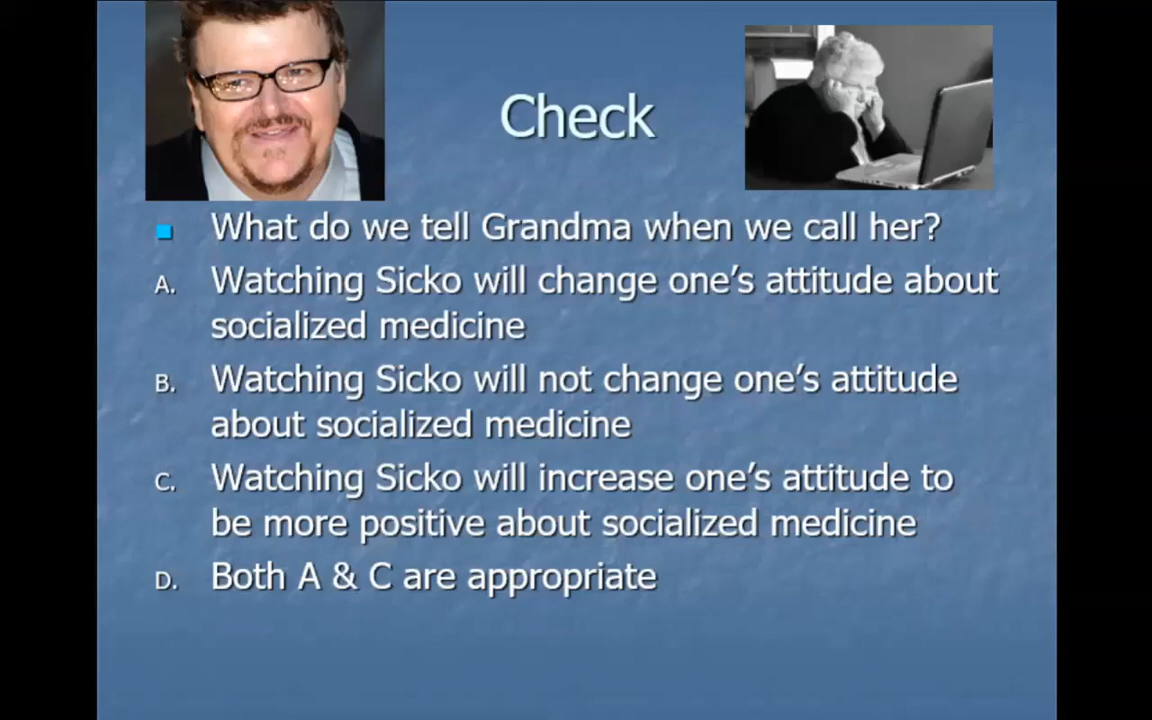 Check
What do we tell Grandma when we call her?
A. Watching Sicko will change one's attitude about
socialized medicine
B. Watching Sicko will not change one's attitude
about socialized medicine
C. Watching Sicko will increase one's attitude to
be more positive about socialized medicine
D. Both A & C are appropriate